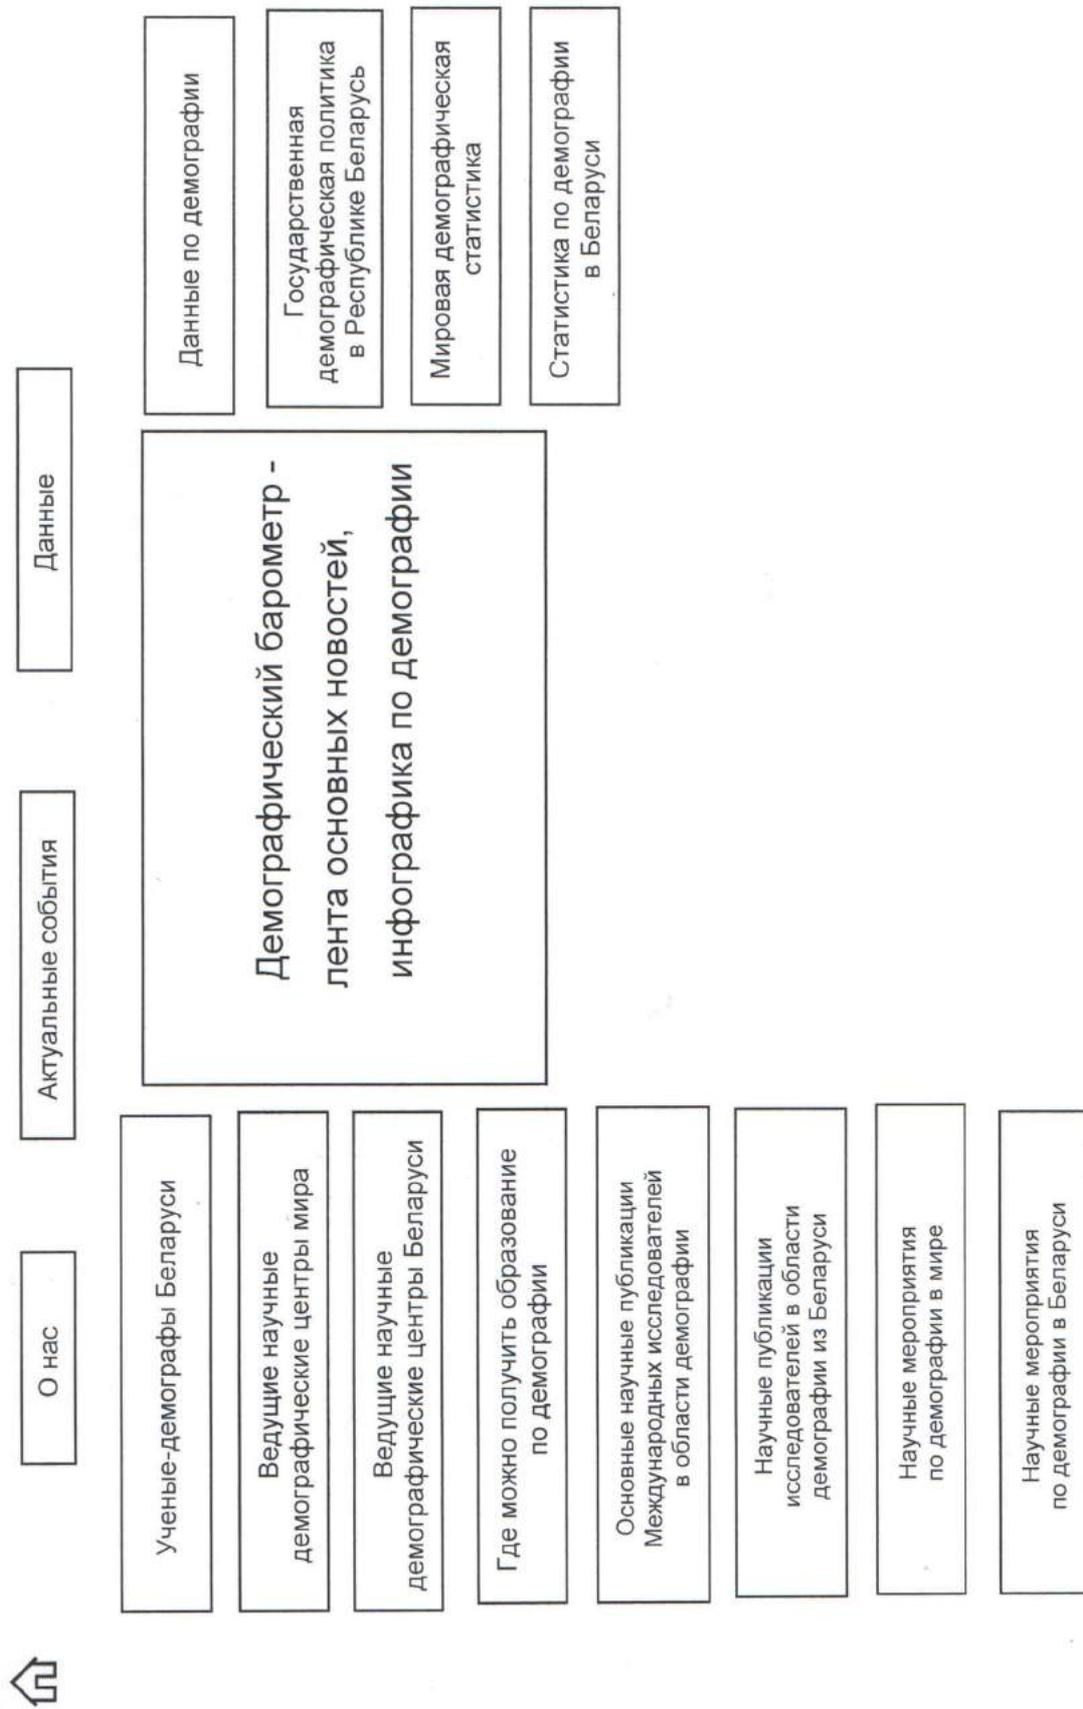 О нас
Актуальные события
Данные
Ученые-демографы Беларуси
Ведущие научные
демографические центры мира
Ведущие научные
демографические центры Беларуси
Где можно получить образование
по демографии
Основные научные публикации
Международных исследователей
в области демографии
Научные публикации
исследователей в области
демографии из Беларуси
Научные мероприятия
по демографии в мире
Научные мероприятия
по демографии в Беларуси
Демографический барометр -
лента основных новостей,
инфографика по демографии
Данные по демографии
Государственная
демографическая политика
в Республике Беларусь
Мировая демографическая
статистика
Статистика по демографии
в Беларуси